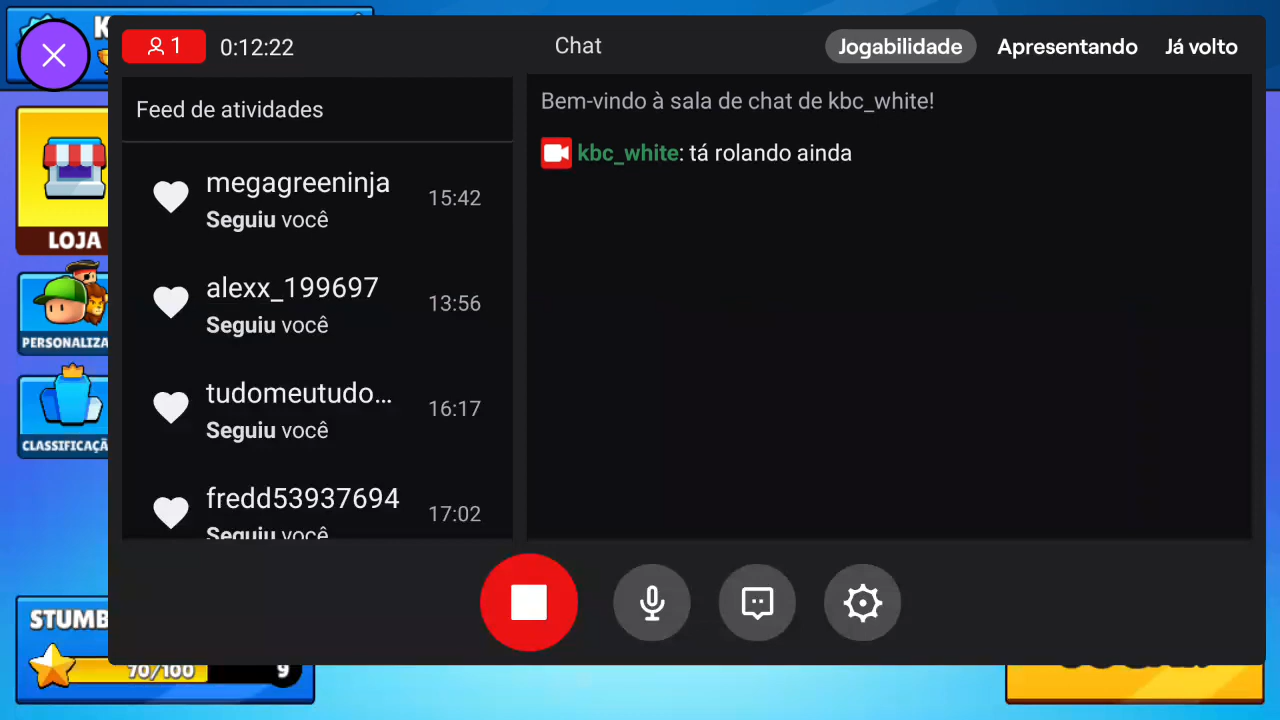 K
1 0:12:22
Chat
Jogabilidade Apresentando Já volto
Feed de atividades
megagreeninja
Seguiu você
15:42
alexx_199697
Seguiu você
13:56
tudomeutudo...
Seguiu você
16:17
fredd53937694
Seguiu você
17:02
Bem-vindo à sala de chat de kbc_white!
kbc_white: tá rolando ainda
LOJA
PERSONALIZA
CLASSIFICAÇÃ
STUMB
70/100 9